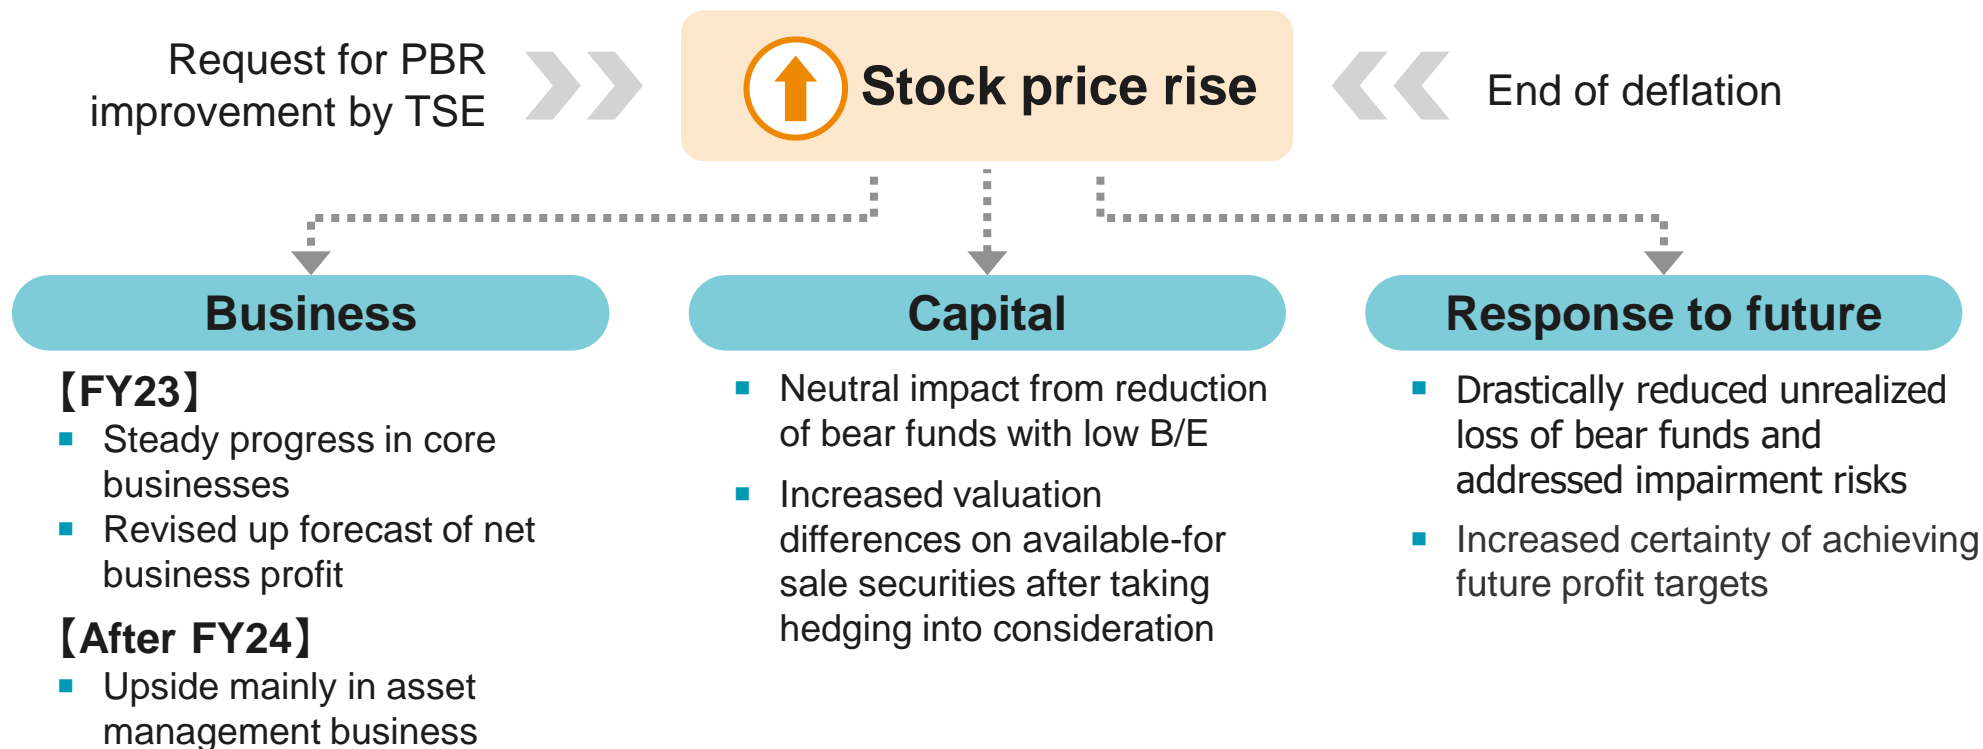 Request for PBR
improvement by TSE
Stock price rise
End of deflation
Business
【FY23】
■ Steady progress in core
businesses
■ Revised up forecast of net
business profit
【After FY24】
■ Upside mainly in asset
management business
Capital
■ Neutral impact from reduction
of bear funds with low B/E
■ Increased valuation
differences on available-for
sale securities after taking
hedging into consideration
Response to future
■ Drastically reduced unrealized
loss of bear funds and
addressed impairment risks
■ Increased certainty of achieving
future profit targets